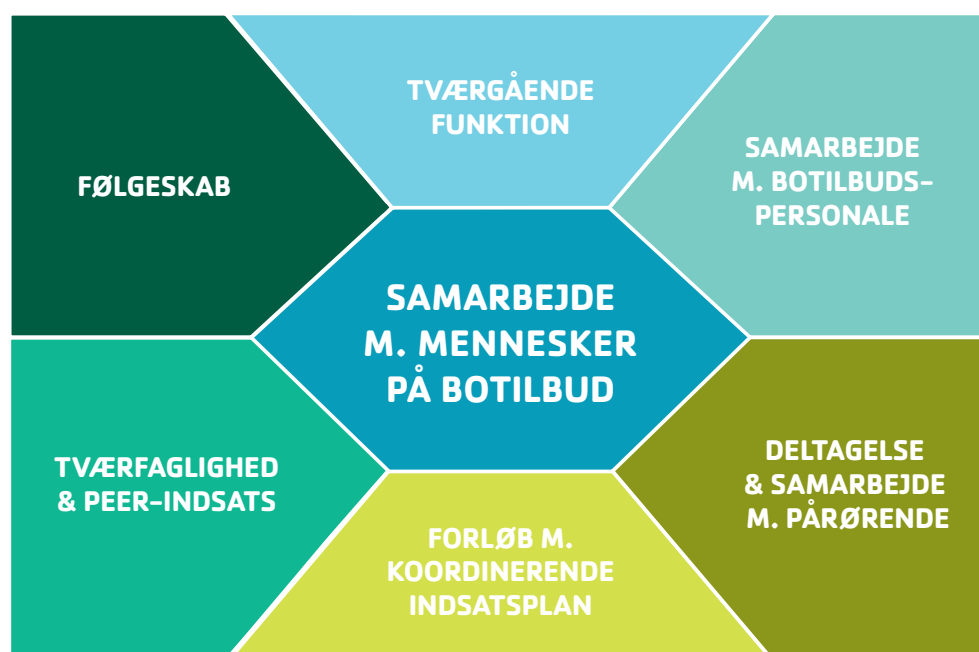 TVÆRGÅENDE
FUNKTION
FØLGESKAB
SAMARBEJDE
M. BOTILBUDS-
PERSONALE
SAMARBEJDE
M. MENNESKER
PÅ BOTILBUD
TVÆRFAGLIGHED
& PEER-INDSATS
FORLØB M.
KOORDINERENDE
INDSATSPLAN
DELTAGELSE
& SAMARBEJDE
M. PÅRØRENDE